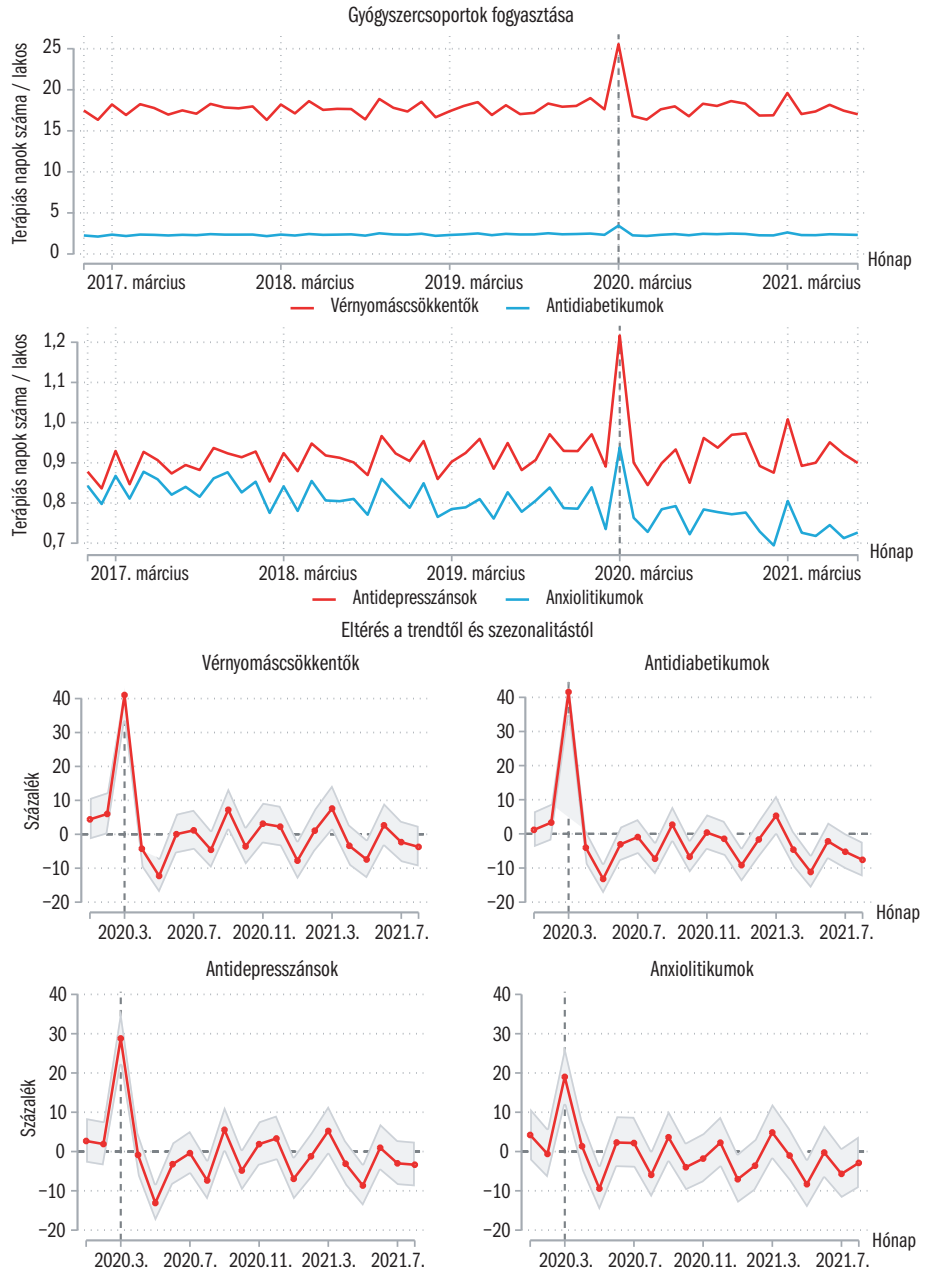 Gyógyszercsoportok fogyasztása
Terápiás napok száma / lakos
25
20
15
10
5
0
Hónap
2017. március 2018. március 2019. március 2020. március 2021. március
Vérnyomáscsökkentők Antidiabetikumok
Terápiás napok száma / lakos
1,2
1,1
1,0
0,9
0,8
0,7
Hónap
2017. március 2018. március 2019. március 2020. március 2021. március
Antidepresszánsok Anxiolitikumok
Eltérés a trendtől és szezonalitástól
Vérnyomáscsökkentők
Százalék
40
30
20
10
0
−10
−20
2020.3. 2020.7. 2020.11. 2021.3. 2021.7.
Antidiabetikumok
40
30
20
10
0
−10
−20
Hónap
2020.3. 2020.7. 2020.11. 2021.3. 2021.7.
Antidepresszánsok
Százalék
40
30
20
10
0
−10
−20
2020.3. 2020.7. 2020.11. 2021.3. 2021.7.
Anxiolitikumok
40
30
20
10
0
−10
−20
Hónap
2020.3. 2020.7. 2020.11. 2021.3. 2021.7.